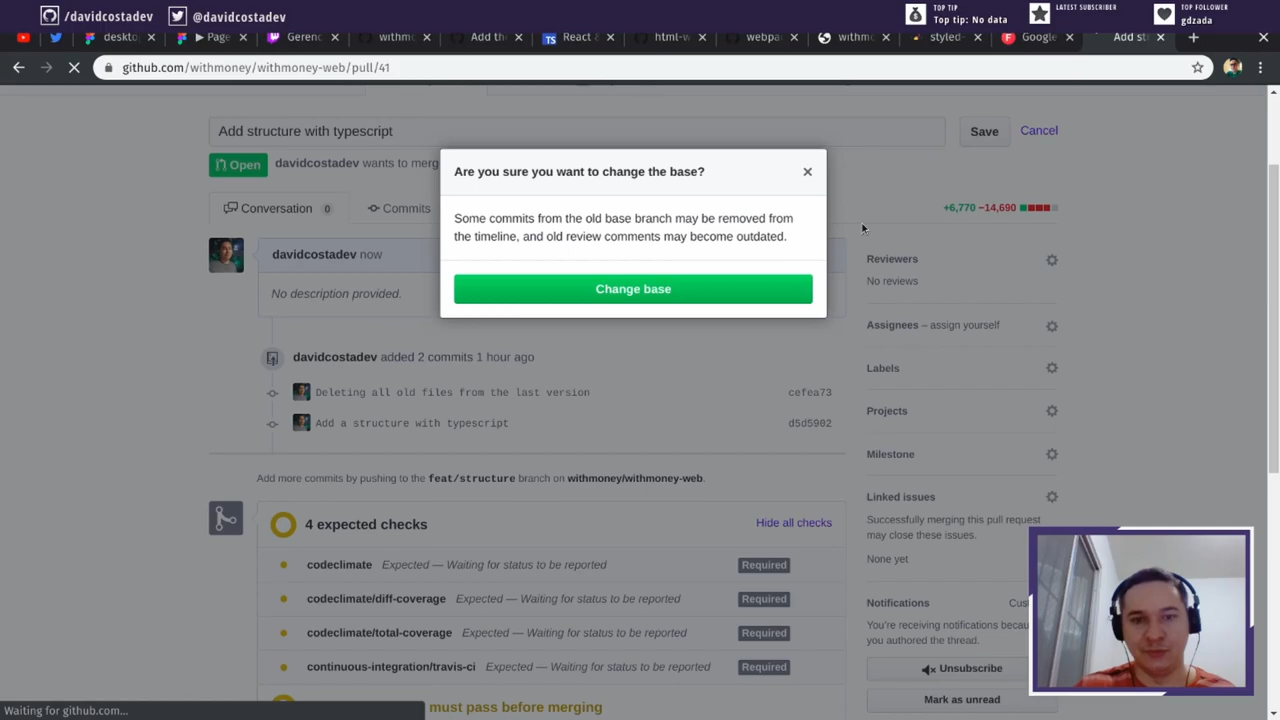 /davidcostadev
@davidcostadev
TOP TIP
Top tip: No data
LATEST SUBSCRIBER
TOP FOLLOWER
gdzada
deskto
Page
Gerenc
withmo
Add the
React &
html-w
webpa
withmo
styled-
Google
Add st
github.com/withmoney/withmoney-web/pull/41
Add structure with typescript
Save
Cancel
Open
davidcostadev wants to merg
Are you sure you want to change the base?
Some commits from the old base branch may be removed from
the timeline, and old review comments may become outdated.
Change base
Conversation 0
Commits
+6,770 −14,690
davidcostadev now
No description provided.
davidcostadev added 2 commits 1 hour ago
Deleting all old files from the last version
cefea73
Add a structure with typescript
d5d5902
Add more commits by pushing to the feat/structure branch on withmoney/withmoney-web.
4 expected checks
Hide all checks
codeclimate Expected — Waiting for status to be reported
Required
codeclimate/diff-coverage Expected — Waiting for status to be reported
Required
codeclimate/total-coverage Expected — Waiting for status to be reported
Required
continuous-integration/travis-ci Expected — Waiting for status to be reported
Required
must pass before merging
Reviewers
No reviews
Assignees – assign yourself
Labels
Projects
Milestone
Linked issues
Successfully merging this pull request
may close these issues.
None yet
Notifications
Cus
You're receiving notifications becau
you authored the thread.
Unsubscribe
Mark as unread
Waiting for github.com...